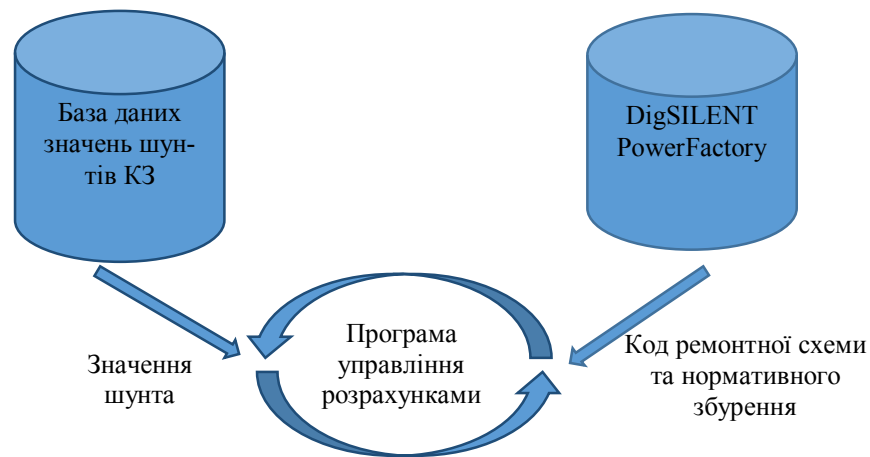 База даних
значень шун-
тів КЗ
DigSILENT
PowerFactory
Значення
шунта
Програма
управління
розрахунками
Код ремонтної схеми
та нормативного
збурення